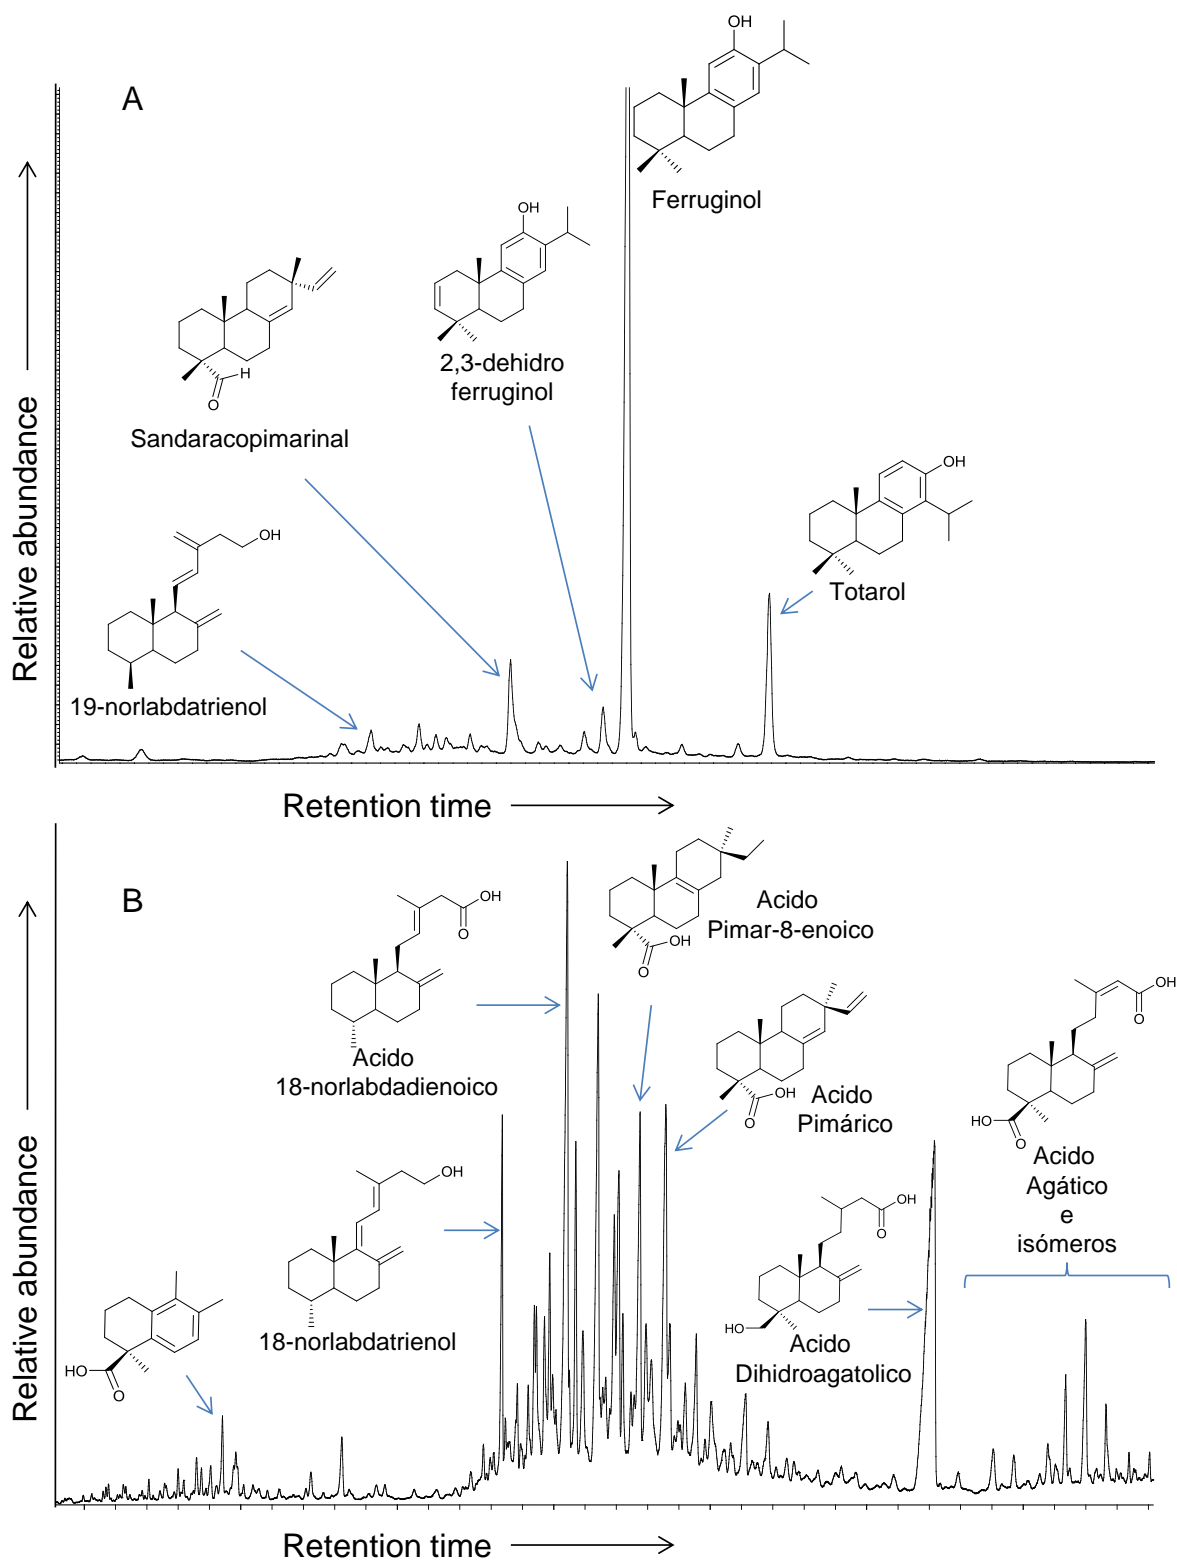 A
OH
Ferruginol
OH
2,3-dehidro
ferruginol
H
O
Sandaracopimarinal
OH
Totarol
OH
19-norlabdatrienol
Relative abundance
Retention time
B
OH
O
Acido
18-norlabdadienoico
OH
O
Acido
Pimar-8-enoico
OH
O
Acido
Pimárico
OH
O
HO
O
Acido
Agático
e
isómeros
OH
18-norlabdatrienol
OH
O
HO
Acido
Dihidroagatolico
HO
O
Relative abundance
Retention time